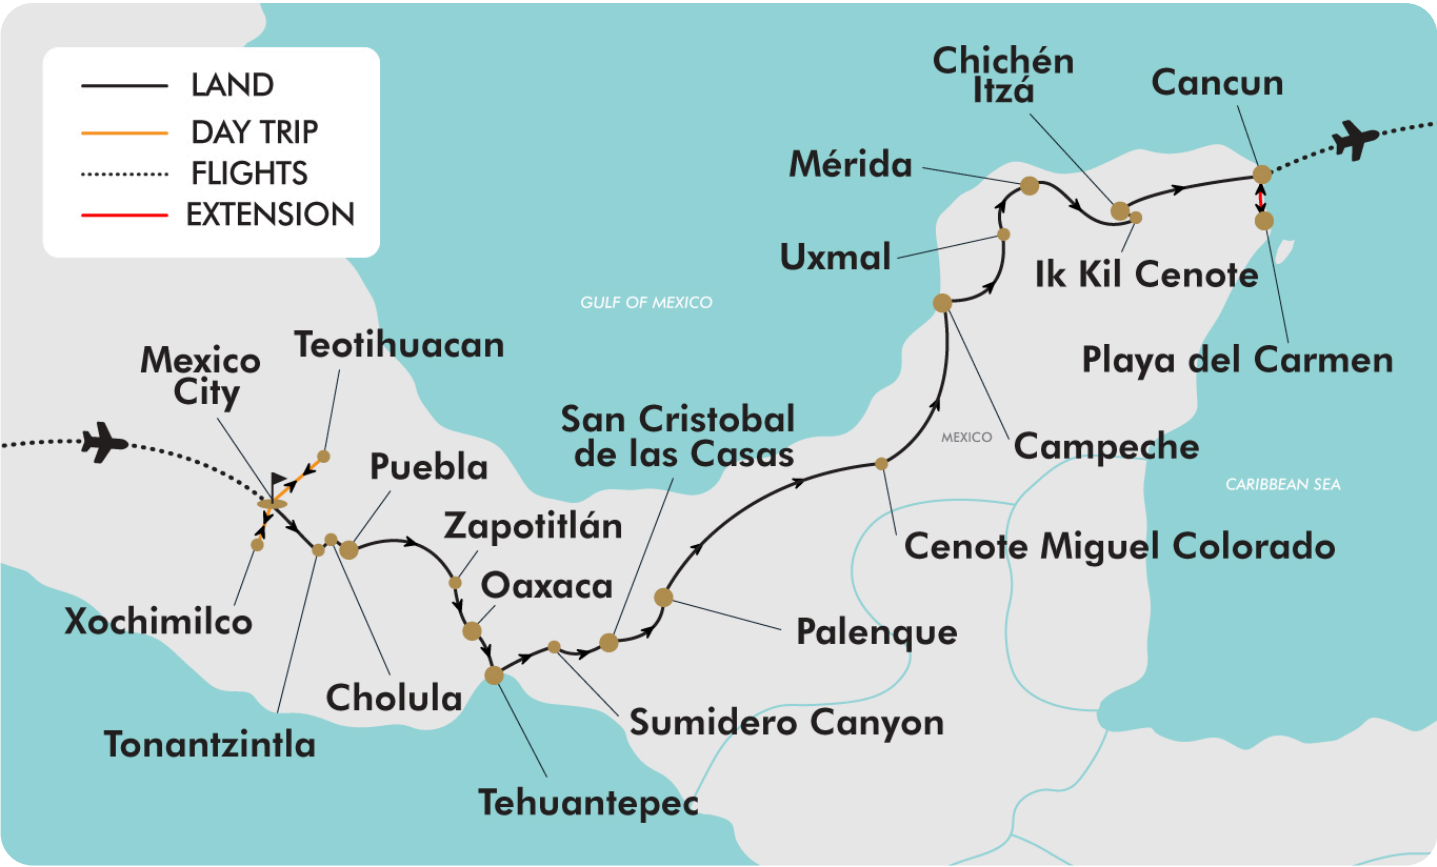 LAND
DAY TRIP
FLIGHTS
EXTENSION
Chichén
Itzá
Cancun
Mérida
Uxmal
Ik Kil Cenote
GULF OF MEXICO
Playa del Carmen
Teotihuacan
Mexico
City
San Cristobal
de las Casas
MEXICO
Campeche
Puebla
CARIBBEAN SEA
Zapotitlán
Cenote Miguel Colorado
Oaxaca
Xochimilco
Palenque
Cholula
Sumidero Canyon
Tonantzintla
Tehuantepec